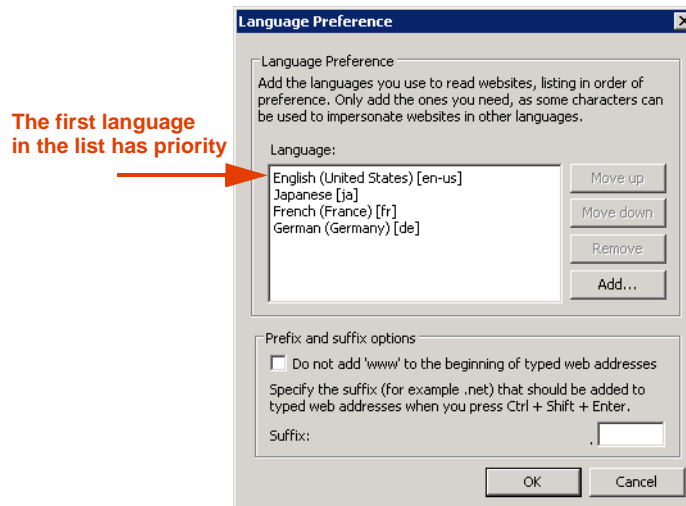 Language Preference
Language Preference
Add the languages you use to read websites, listing in order of
preference. Only add the ones you need, as some characters can
be used to impersonate websites in other languages.
The first language
in the list has priority
Language:
English (United States) [en-us]
Japanese [ja]
French (France) [fr]
German (Germany) [de]
Move up
Move down
Remove
Add...
Prefix and suffix options
Do not add 'www' to the beginning of typed web addresses
Specify the suffix (for example .net) that should be added to
typed web addresses when you press Ctrl + Shift + Enter.
Suffix: .
OK Cancel